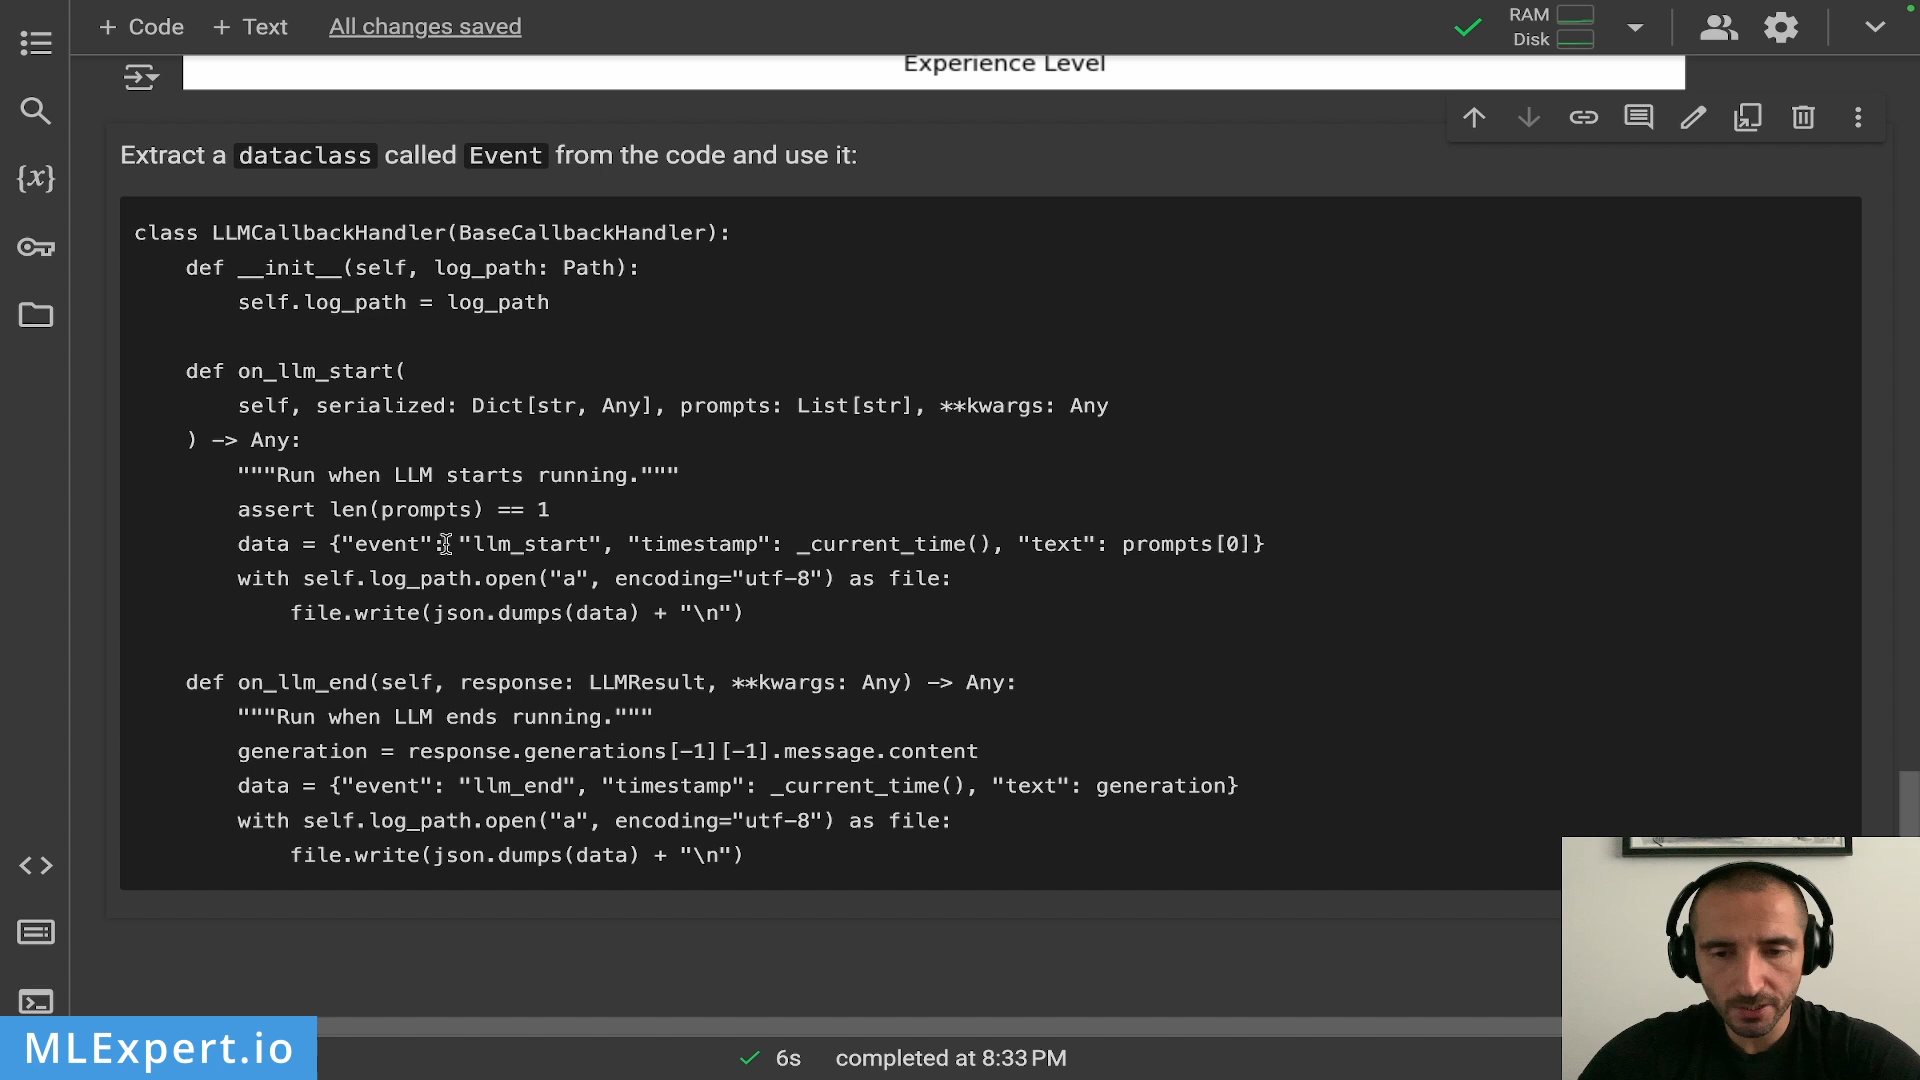 + Code + Text All changes saved RAM
Disk
Experience Level
{x}
Extract a dataclass called Event from the code and use it:
class LLMCallbackHandler(BaseCallbackHandler):
    def __init__(self, log_path: Path):
        self.log_path = log_path
    def on_llm_start(
        self, serialized: Dict[str, Any], prompts: List[str], **kwargs: Any
    ) -> Any:
        """Run when LLM starts running."""
        assert len(prompts) == 1
        data = {"event": "llm_start", "timestamp": _current_time(), "text": prompts[0]}
        with self.log_path.open("a", encoding="utf-8") as file:
            file.write(json.dumps(data) + "\n")
    def on_llm_end(self, response: LLMResult, **kwargs: Any) -> Any:
        """Run when LLM ends running."""
        generation = response.generations[-1][-1].message.content
        data = {"event": "llm_end", "timestamp": _current_time(), "text": generation}
        with self.log_path.open("a", encoding="utf-8") as file:
            file.write(json.dumps(data) + "\n")
MLExpert.io
6s completed at 8:33 PM